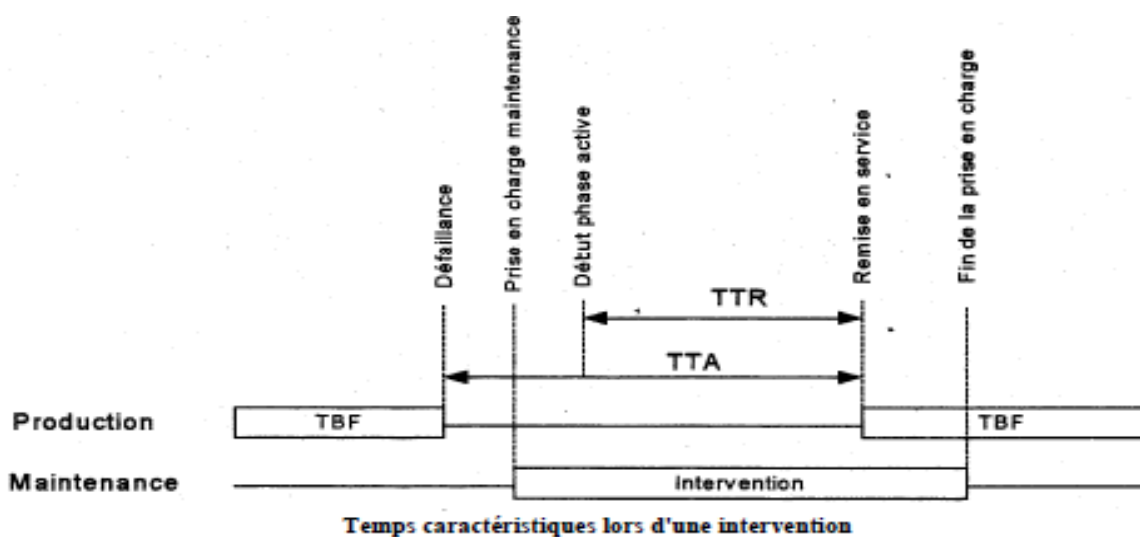 Défaillance
Prise en charge maintenance
Début phase active
Remise en service
Fin de la prise en charge
TTR
TTA
Production
TBF
TBF
Maintenance
Intervention
Temps caractéristiques lors d'une intervention